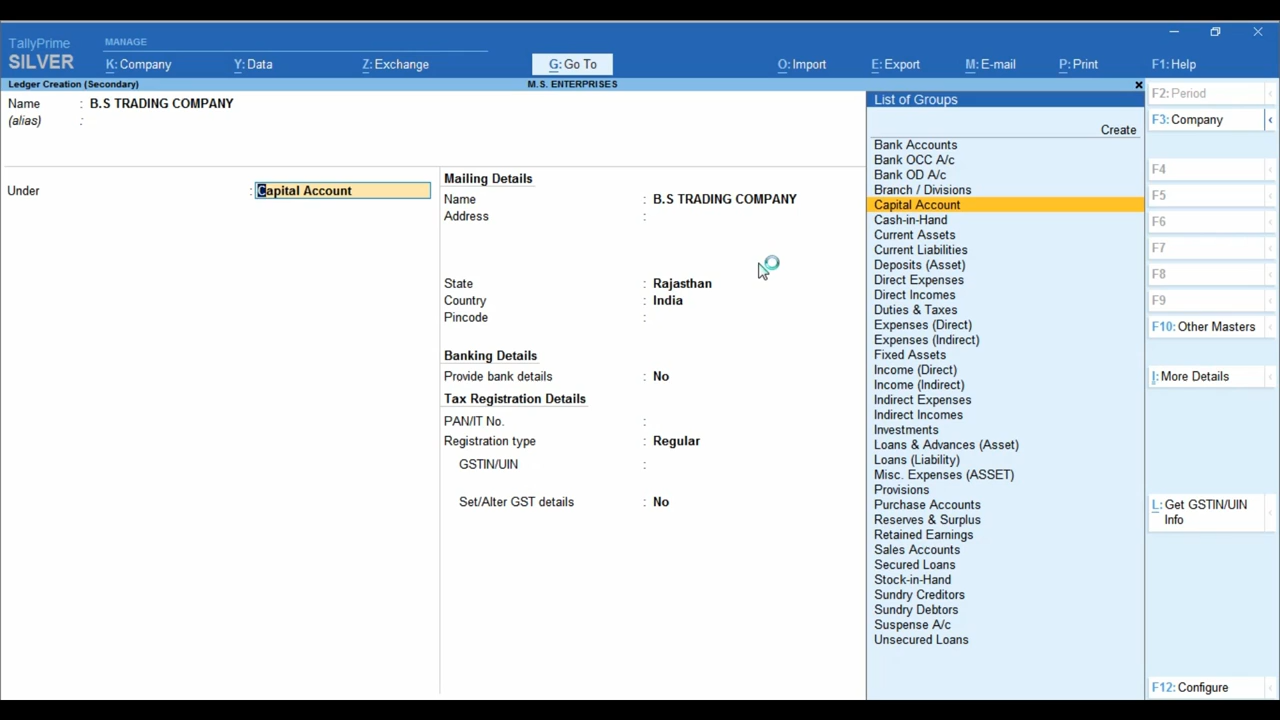 TallyPrime
SILVER
MANAGE
K: Company
Y: Data
Z: Exchange
G: Go To
O: Import
E: Export
M: E-mail
P: Print
F1: Help
Ledger Creation (Secondary)
M.S. ENTERPRISES
Name : B.S TRADING COMPANY
(alias) :
Under : Capital Account
Mailing Details
Name : B.S TRADING COMPANY
Address :
State : Rajasthan
Country : India
Pincode :
Banking Details
Provide bank details : No
Tax Registration Details
PAN/IT No. :
Registration type : Regular
GSTIN/UIN :
Set/Alter GST details : No
List of Groups
Create
Bank Accounts
Bank OCC A/c
Bank OD A/c
Branch / Divisions
Capital Account
Cash-in-Hand
Current Assets
Current Liabilities
Deposits (Asset)
Direct Expenses
Direct Incomes
Duties & Taxes
Expenses (Direct)
Expenses (Indirect)
Fixed Assets
Income (Direct)
Income (Indirect)
Indirect Expenses
Indirect Incomes
Investments
Loans & Advances (Asset)
Loans (Liability)
Misc. Expenses (ASSET)
Provisions
Purchase Accounts
Reserves & Surplus
Retained Earnings
Sales Accounts
Secured Loans
Stock-in-Hand
Sundry Creditors
Sundry Debtors
Suspense A/c
Unsecured Loans
F2: Period
F3: Company
F4
F5
F6
F7
F8
F9
F10: Other Masters
I: More Details
L: Get GSTIN/UIN
Info
F12: Configure